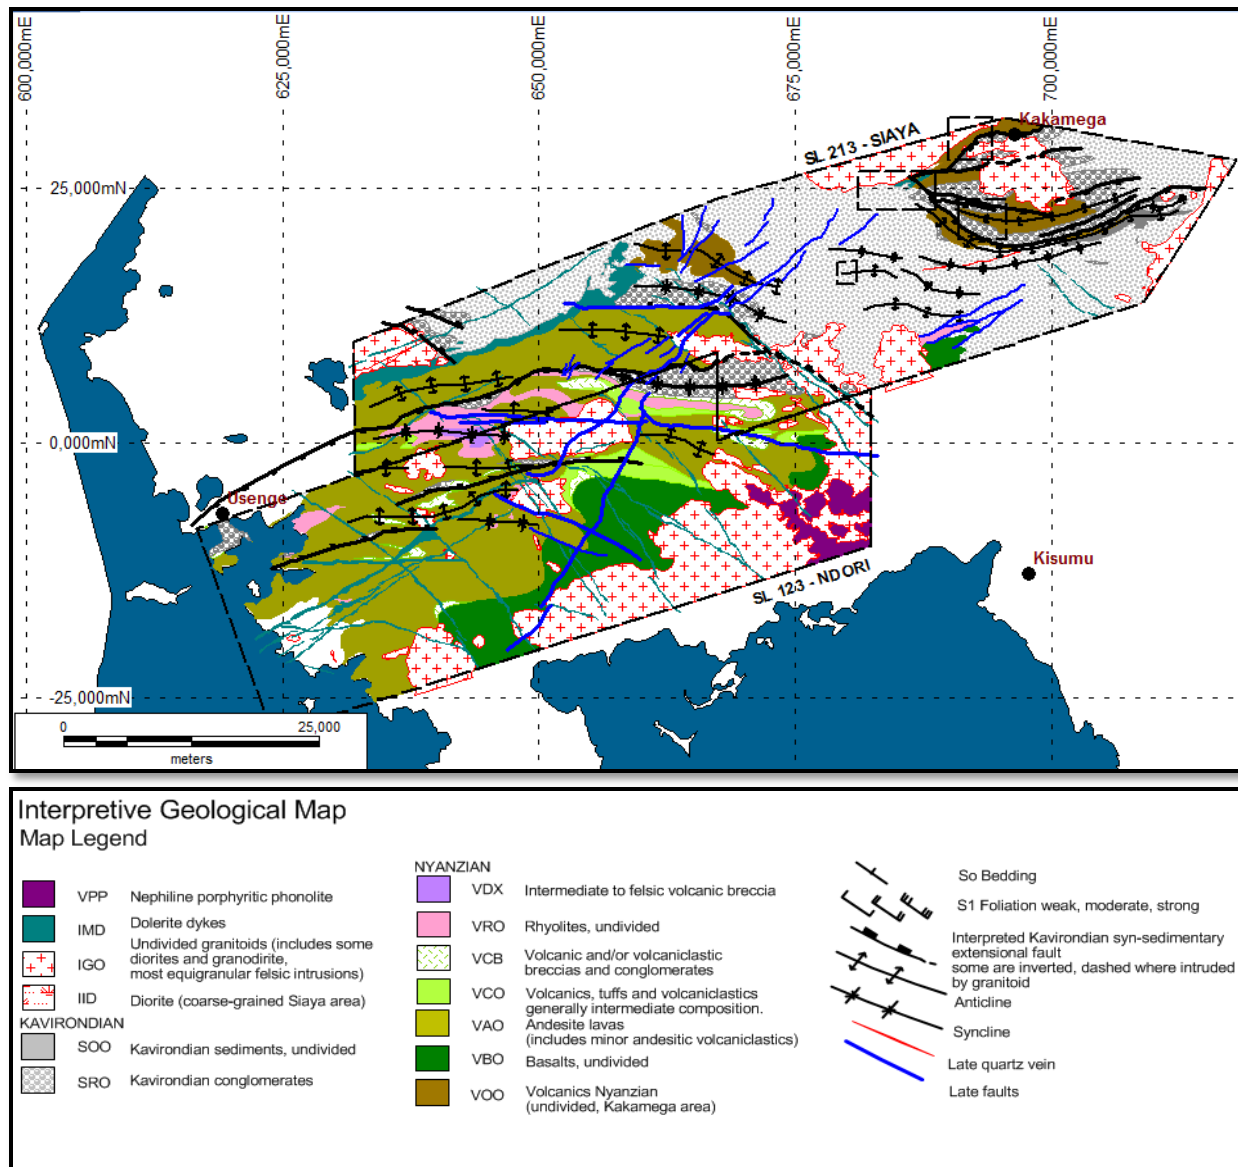 600,000mE
625,000mE
650,000mE
675,000mE
700,000mE
Kakamega
SL 213 - SIAYA
25,000mN
0,000mN
Usenge
Kisumu
SL 123 - NDORI
-25,000mN
0
25,000
meters
Interpretive Geological Map
Map Legend
VPP Nephiline porphyritic phonolite
IMD Dolerite dykes
IGO Undivided granitoids (includes some
diorites and granodirite,
most equigranular felsic intrusions)
IID Diorite (coarse-grained Siaya area)
KAVIRONDIAN
SOO Kavirondian sediments, undivided
SRO Kavirondian conglomerates
NYANZIAN
VDX Intermediate to felsic volcanic breccia
VRO Rhyolites, undivided
VCB Volcanic and/or volcaniclastic
breccias and conglomerates
VCO Volcanics, tuffs and volcaniclastics
generally intermediate composition.
VAO Andesite lavas
(includes minor andesitic volcaniclastics)
VBO Basalts, undivided
VOO Volcanics Nyanzian
(undivided, Kakamega area)
So Bedding
S1 Foliation weak, moderate, strong
Interpreted Kavirondian syn-sedimentary
extensional fault
some are inverted, dashed where intruded
by granitoid
Anticline
Syncline
Late quartz vein
Late faults